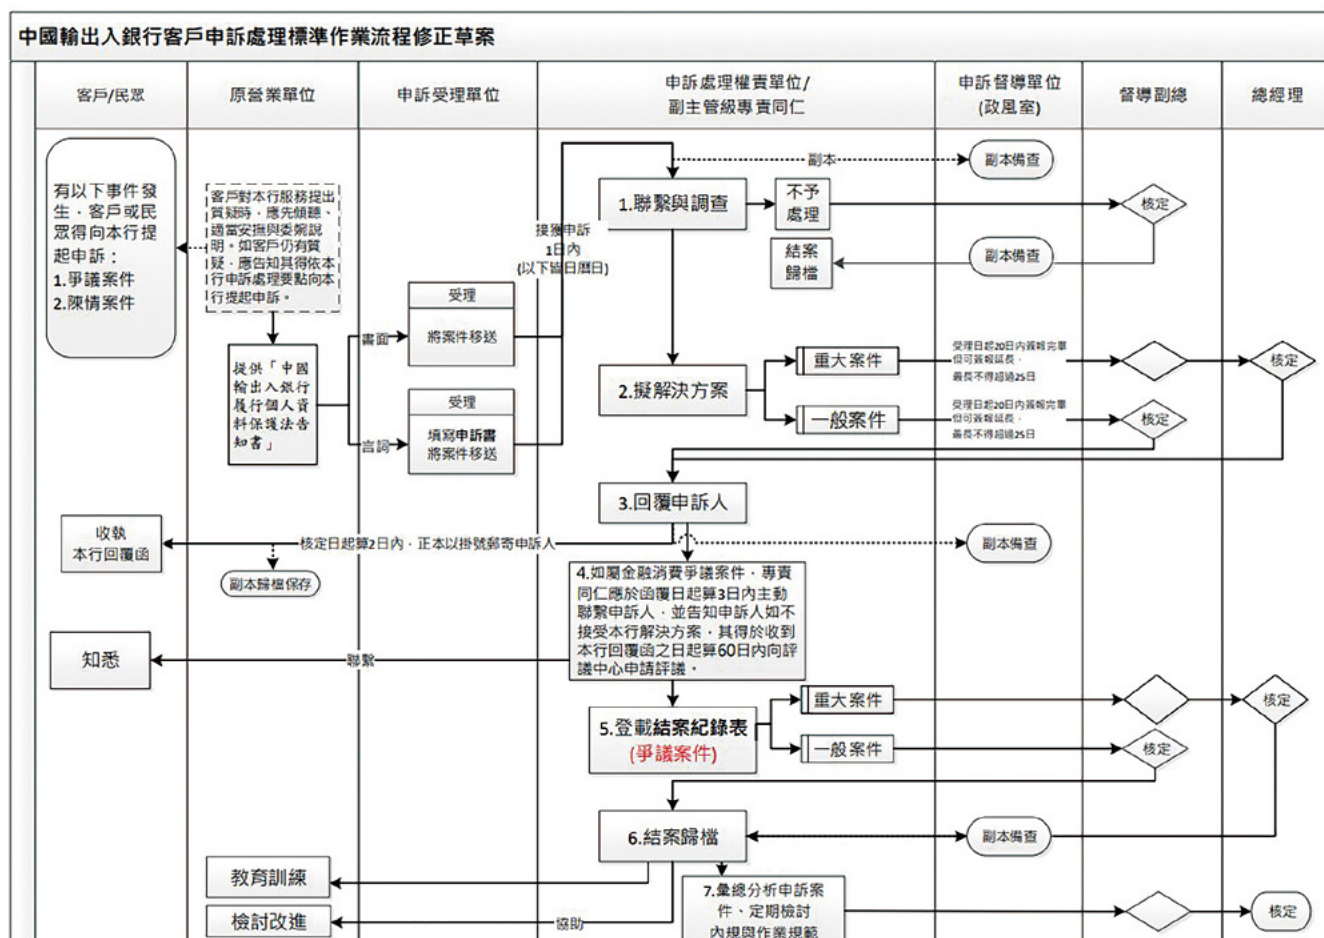 中國輸出入銀行客戶申訴處理標準作業流程修正草案
客戶/民眾
原營業單位
申訴受理單位
申訴處理權責單位/
副主管級專責同仁
申訴督導單位
(政風室)
督導副總
總經理
有以下事件發
生，客戶或民
眾得向本行提
起申訴：
1.爭議案件
2.陳情案件
客戶對本行服務提出
質疑時，應先傾聽、
適當安撫與委婉說
明。如客戶仍有質
疑，應告知其得依本
行申訴處理要點向本
行提起申訴。
提供「中國
輸出入銀行
履行個人資
料保護法告
知書」
書面
言詞
受理
將案件移送
受理
填寫申訴書
將案件移送
接獲申訴
1日內
(以下皆日曆日)
副本
副本備查
1.聯繫與調查
不予
處理
核定
結案
歸檔
副本備查
2.擬解決方案
重大案件
受理日起20日內簽報完畢
但可簽報延長，
最長不得超過25日
核定
一般案件
受理日起20日內簽報完畢
但可簽報延長，
最長不得超過25日
核定
3.回覆申訴人
收執
本行回覆函
核定日起算2日內，正本以掛號郵寄申訴人
副本備查
副本歸檔保存
4.如屬金融消費爭議案件，專責
同仁應於函覆日起算3日內主動
聯繫申訴人，並告知申訴人如不
接受本行解決方案，其得於收到
本行回覆函之日起算60日內向評
議中心申請評議。
知悉
聯繫
5.登載結案紀錄表
(爭議案件)
重大案件
核定
一般案件
核定
6.結案歸檔
副本備查
教育訓練
檢討改進
協助
7.彙總分析申訴案
件、定期檢討
內規與作業規範
核定